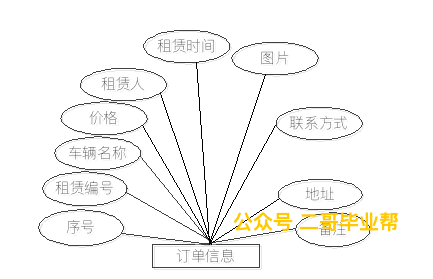 租赁时间
图片
租赁人
价格
联系方式
车辆名称
租赁编号
地址
公众号 二哥毕业帮
序号
备注
订单信息